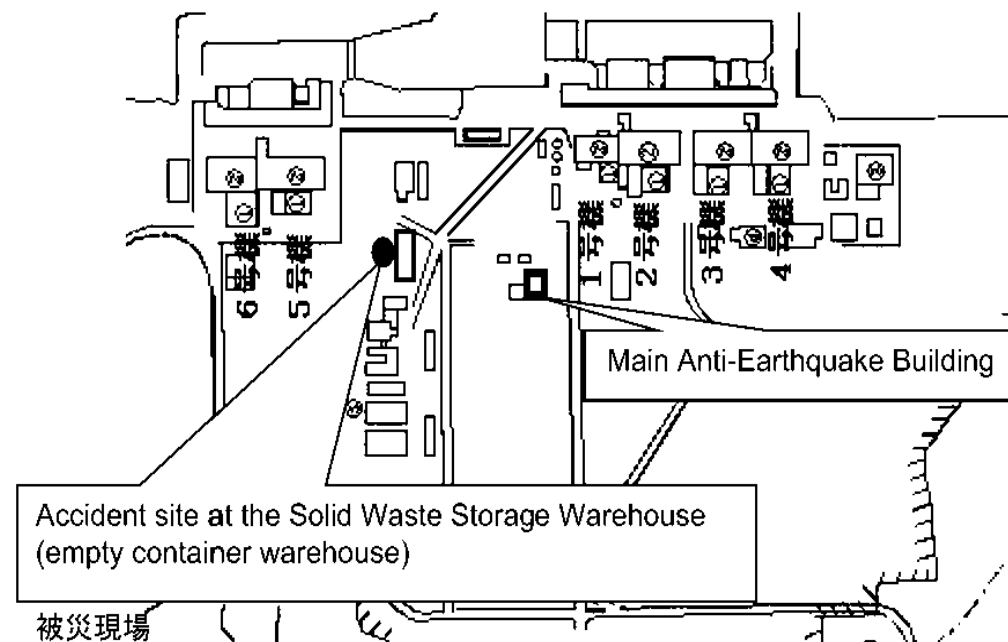 6号機
5号機
1号機
2号機
3号機
4号機
Main Anti-Earthquake Building
Accident site at the Solid Waste Storage Warehouse
(empty container warehouse)
被災現場